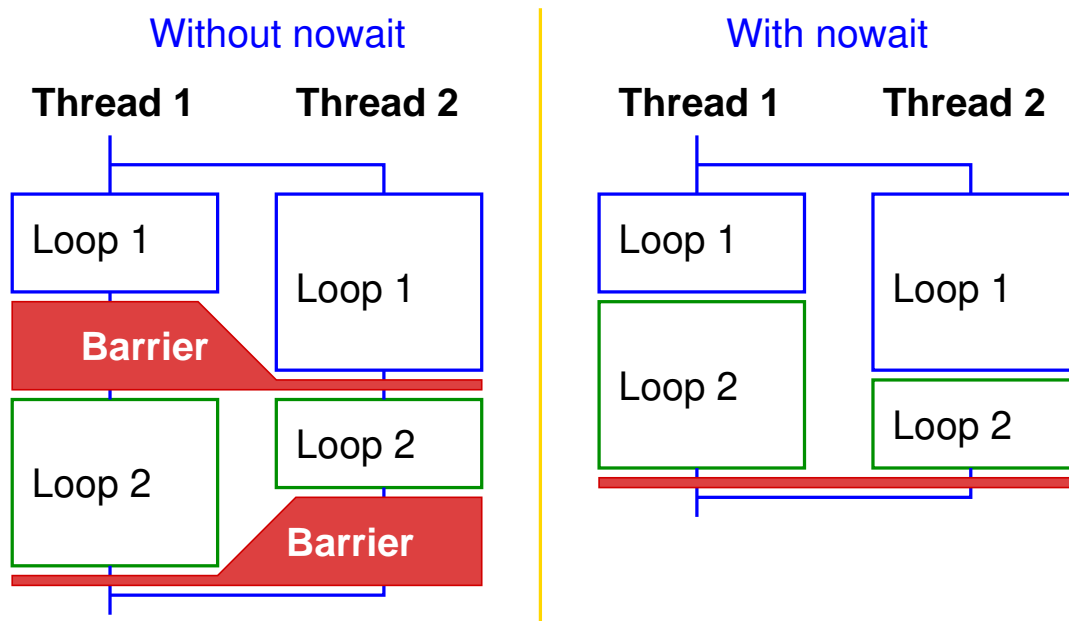 Without nowait
Thread 1 Thread 2
Loop 1
Loop 1
Barrier
Loop 2
Loop 2
Barrier
With nowait
Thread 1 Thread 2
Loop 1
Loop 1
Loop 2
Loop 2